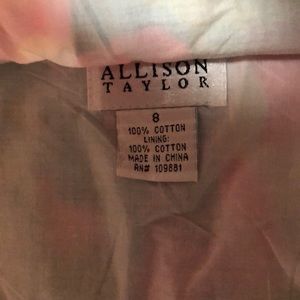 ALLISON
TAYLOR
8
100% COTTON
LINING:
100% COTTON
MADE IN CHINA
RN# 109881